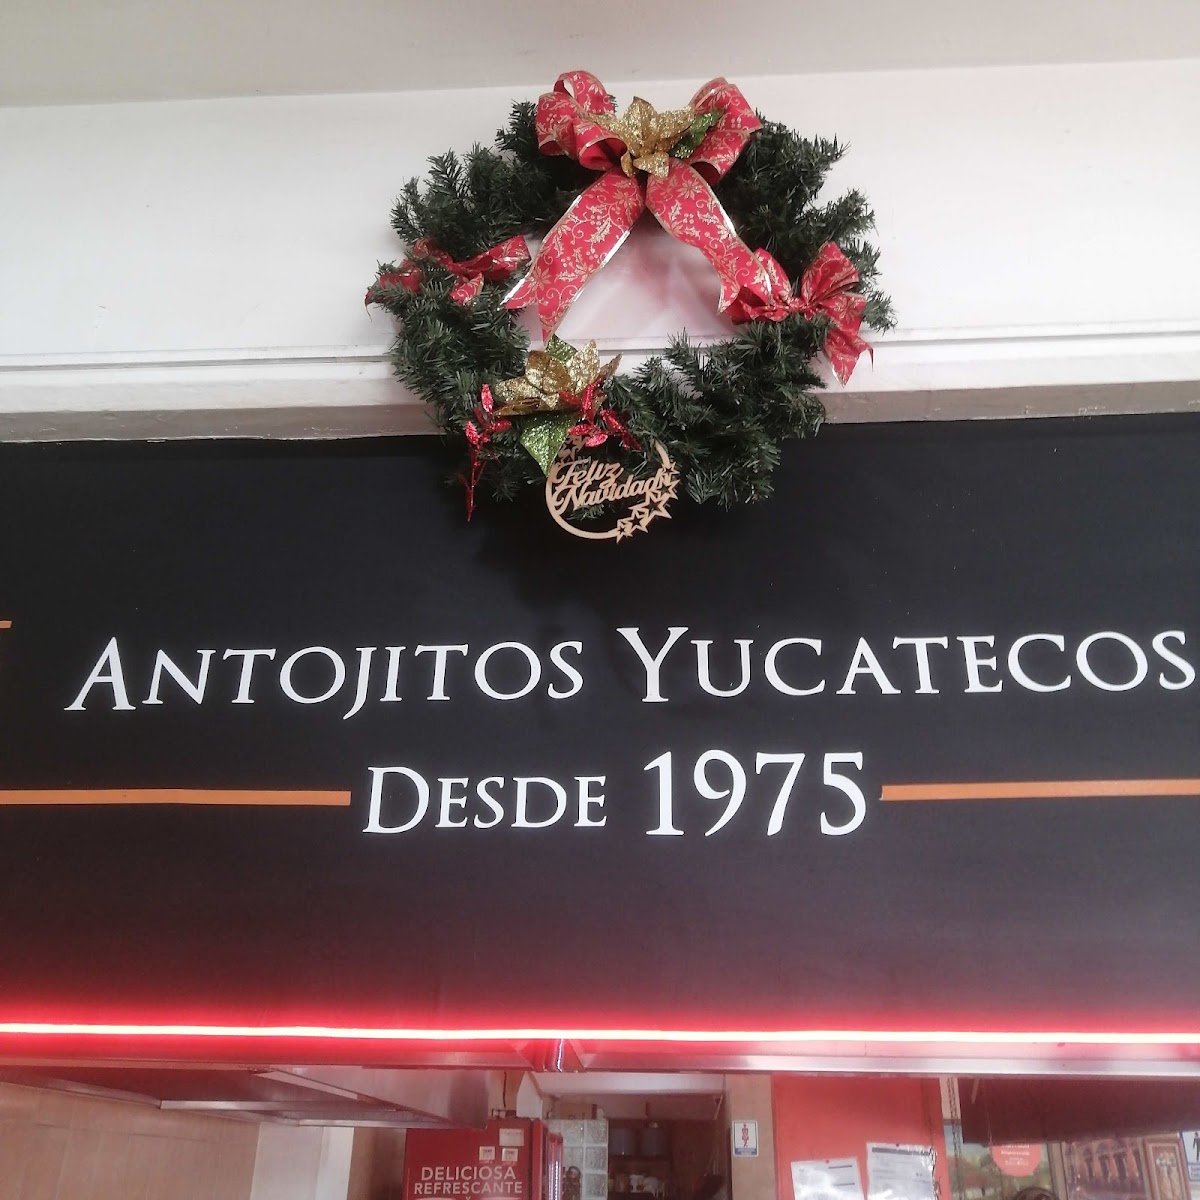 Feliz
Navidad
ANTOJITOS YUCATECOS
DESDE 1975
DELICIOSA
REFRESCANTE